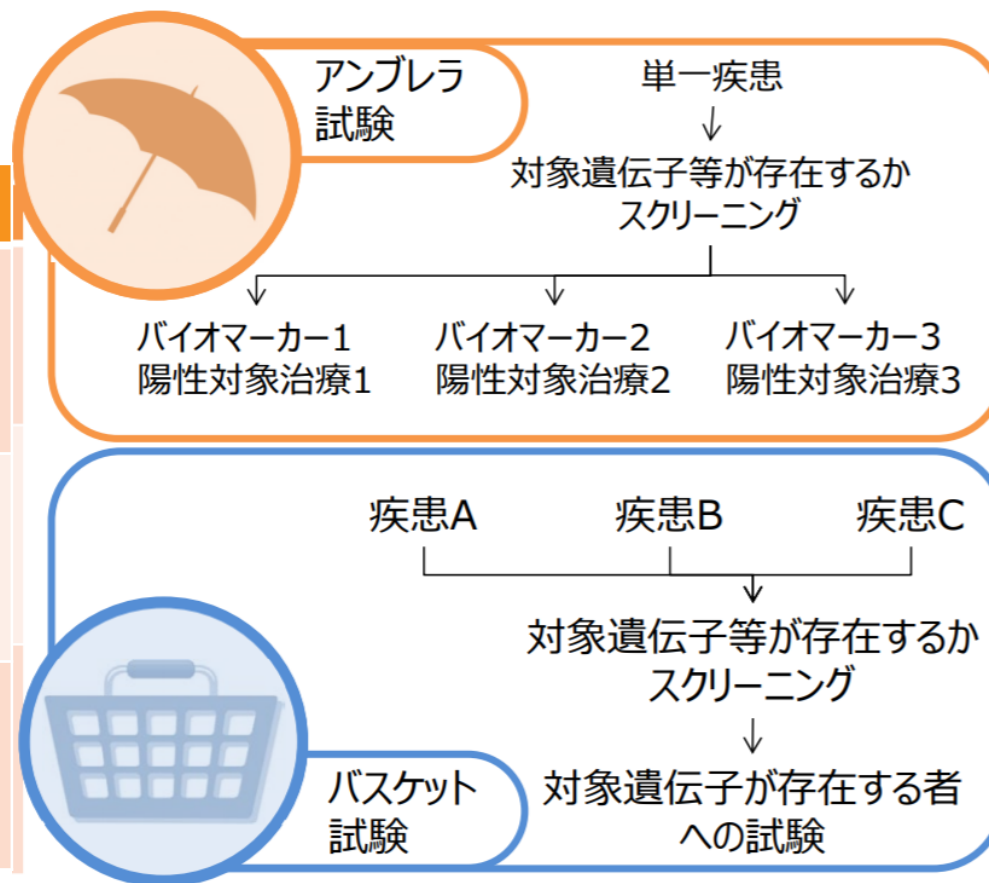 アンブレラ
試験
単一疾患
対象遺伝子等が存在するか
スクリーニング
バイオマーカー1
陽性対象治療1
バイオマーカー2
陽性対象治療2
バイオマーカー3
陽性対象治療3
疾患A
疾患B
疾患C
対象遺伝子等が存在するか
スクリーニング
バスケット
試験
対象遺伝子が存在する者
への試験